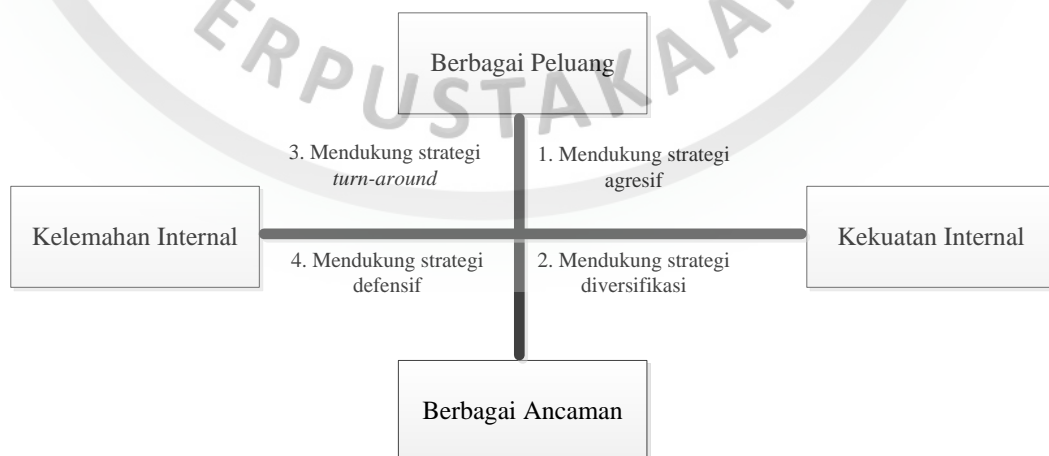 ERPUSTAKAA
Berbagai Peluang
3. Mendukung strategi
turn-around
1. Mendukung strategi
agresif
Kelemahan Internal
Kekuatan Internal
4. Mendukung strategi
defensif
2. Mendukung strategi
diversifikasi
Berbagai Ancaman